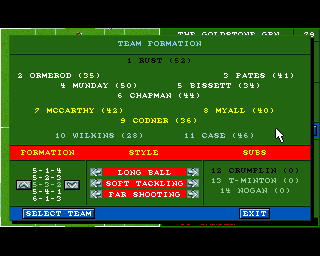 THE GOLDSTONE GRN 79
TEAM FORMATION
1 RUST (52)
2 ORMEROD (35) 3 PATES (41)
4 MUNDAY (50) 5 BISSETT (34)
6 CHAPMAN (44)
7 MCCARTHY (42) 8 MYALL (40)
9 CODNER (36)
10 WILKINS (28) 11 CASE (46)
FORMATION STYLE SUBS
5-1-4
5-2-3
5-3-2
5-4-1
6-1-3
LONG BALL
SOFT TACKLING
FAR SHOOTING
12 CRUMPLIN (0)
13 T-MINTON (0)
14 NOGAN (0)
SELECT TEAM EXIT